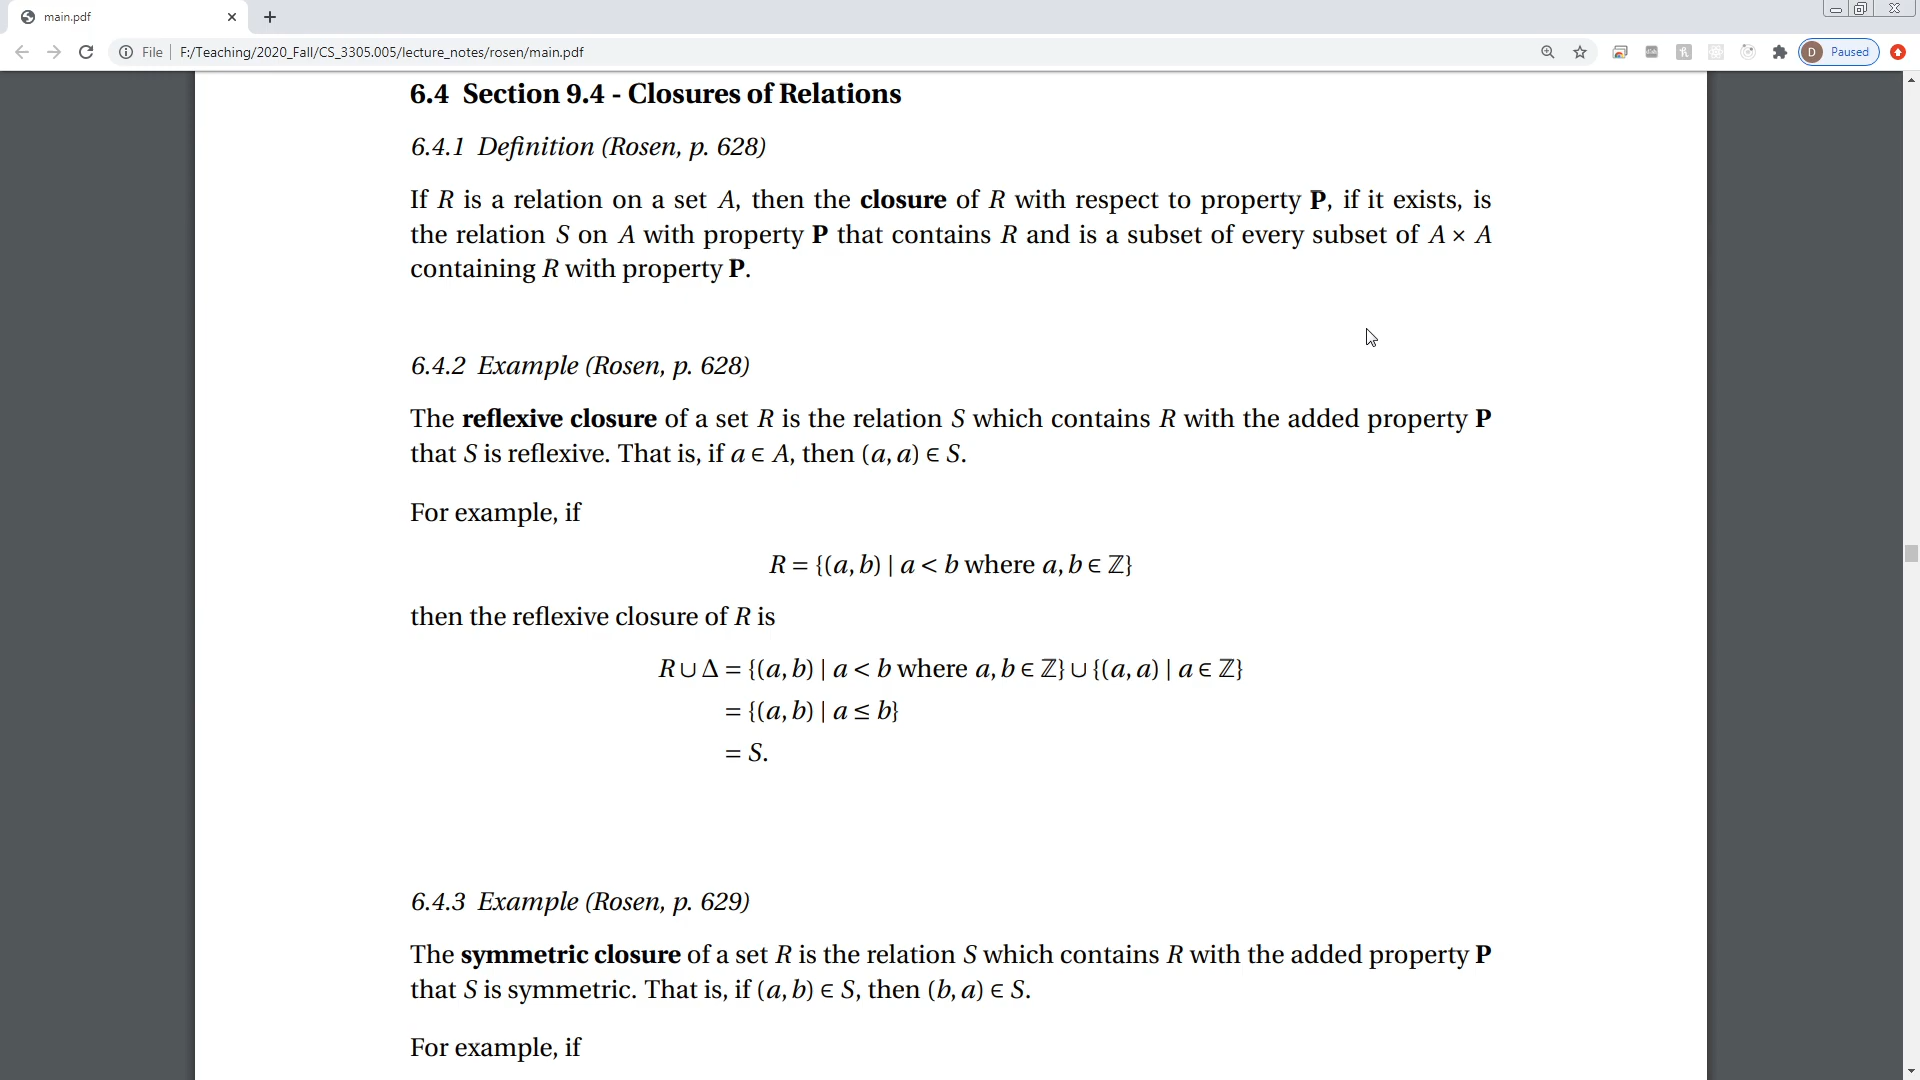 main.pdf
File F:/Teaching/2020_Fall/CS_3305.005/lecture_notes/rosen/main.pdf
D Paused
6.4 Section 9.4 - Closures of Relations
6.4.1 Definition (Rosen, p. 628)
If R is a relation on a set A, then the closure of R with respect to property P, if it exists, is
the relation S on A with property P that contains R and is a subset of every subset of A × A
containing R with property P.
6.4.2 Example (Rosen, p. 628)
The reflexive closure of a set R is the relation S which contains R with the added property P
that S is reflexive. That is, if a ∈ A, then (a, a) ∈ S.
For example, if
R = {(a, b) | a < b where a, b ∈ ℤ}
then the reflexive closure of R is
R ∪ Δ = {(a, b) | a < b where a, b ∈ ℤ} ∪ {(a, a) | a ∈ ℤ}
= {(a, b) | a ≤ b}
= S.
6.4.3 Example (Rosen, p. 629)
The symmetric closure of a set R is the relation S which contains R with the added property P
that S is symmetric. That is, if (a, b) ∈ S, then (b, a) ∈ S.
For example, if